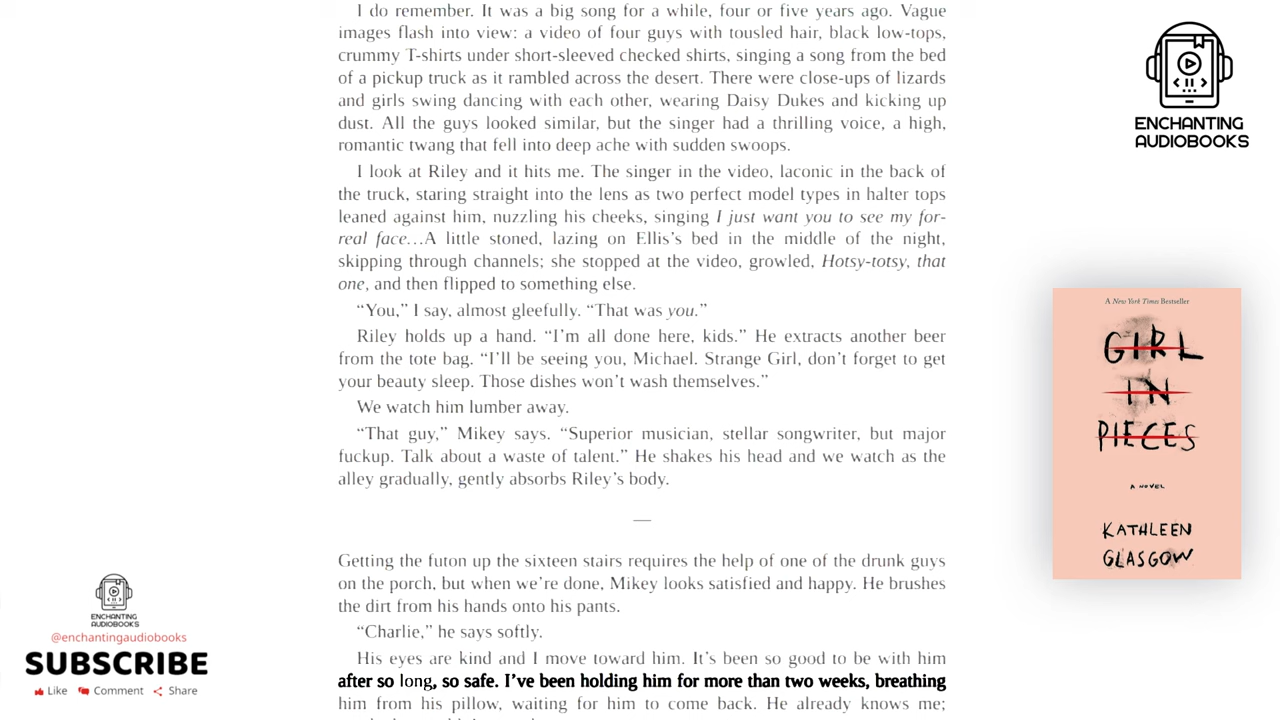 I do remember. It was a big song for a while, four or five years ago. Vague
images flash into view: a video of four guys with tousled hair, black low-tops,
crummy T-shirts under short-sleeved checked shirts, singing a song from the bed
of a pickup truck as it rambled across the desert. There were close-ups of lizards
and girls swing dancing with each other, wearing Daisy Dukes and kicking up
dust. All the guys looked similar, but the singer had a thrilling voice, a high,
romantic twang that fell into deep ache with sudden swoops.
I look at Riley and it hits me. The singer in the video, laconic in the back of
the truck, staring straight into the lens as two perfect model types in halter tops
leaned against him, nuzzling his cheeks, singing I just want you to see my for-
real face…A little stoned, lazing on Ellis’s bed in the middle of the night,
skipping through channels; she stopped at the video, growled, Hotsy-totsy, that
one, and then flipped to something else.
“You,” I say, almost gleefully. “That was you.”
Riley holds up a hand. “I’m all done here, kids.” He extracts another beer
from the tote bag. “I’ll be seeing you, Michael. Strange Girl, don’t forget to get
your beauty sleep. Those dishes won’t wash themselves.”
We watch him lumber away.
“That guy,” Mikey says. “Superior musician, stellar songwriter, but major
fuckup. Talk about a waste of talent.” He shakes his head and we watch as the
alley gradually, gently absorbs Riley’s body.
—
Getting the futon up the sixteen stairs requires the help of one of the drunk guys
on the porch, but when we’re done, Mikey looks satisfied and happy. He brushes
the dirt from his hands onto his pants.
“Charlie,” he says softly.
His eyes are kind and I move toward him. It’s been so good to be with him
after so long, so safe. I’ve been holding him for more than two weeks, breathing
him from his pillow, waiting for him to come back. He already knows me;
ENCHANTING
AUDIOBOOKS
A New York Times Bestseller
GIRL
IN
PIECES
A NOVEL
KATHLEEN
GLASGOW
ENCHANTING
AUDIOBOOKS
@enchantingaudiobooks
SUBSCRIBE
Like Comment Share